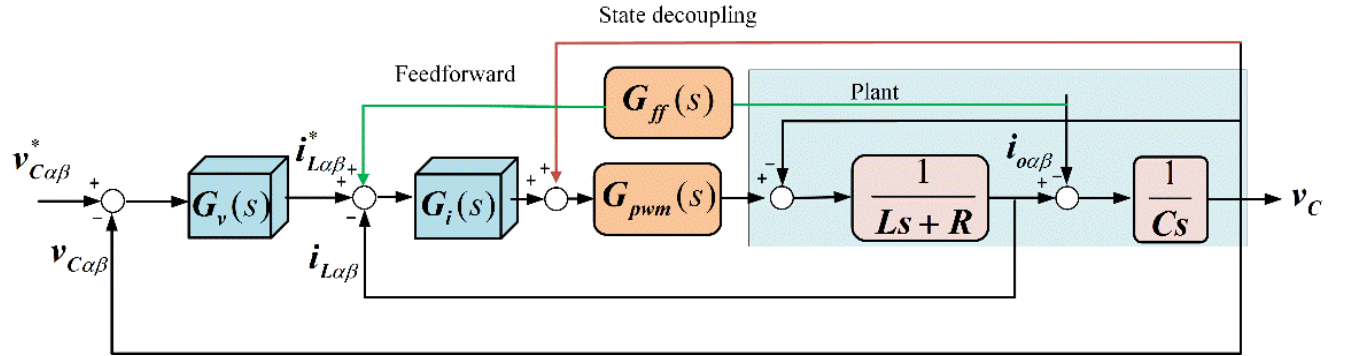 State decoupling
Feedforward
G_ff(s)
Plant
v*_Cαβ
+
−
G_v(s)
i*_Lαβ
+
+
−
G_i(s)
+
+
G_pwm(s)
+
−
1
Ls + R
i_oαβ
+
−
1
Cs
v_C
v_Cαβ
i_Lαβ